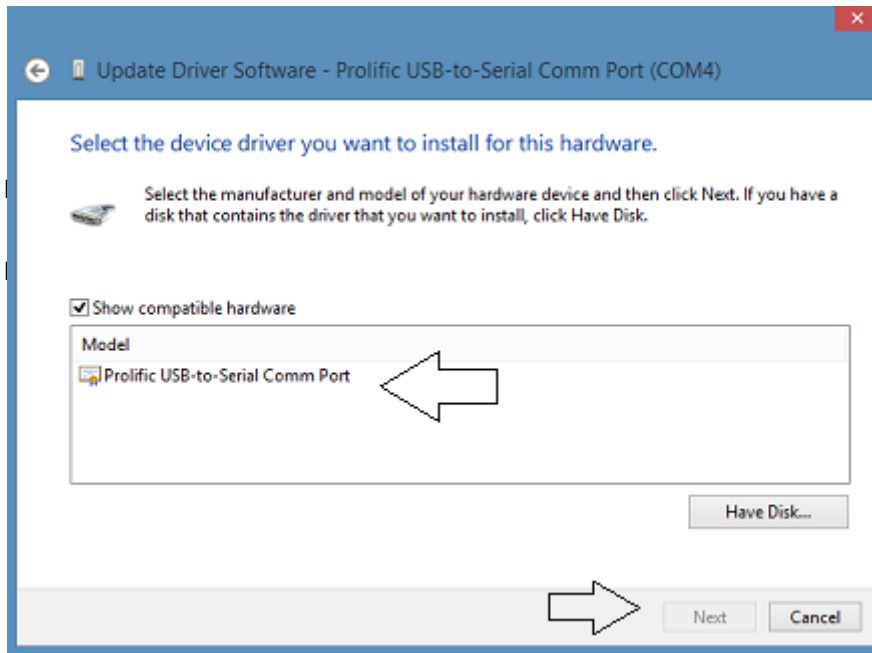 Update Driver Software - Prolific USB-to-Serial Comm Port (COM4)
Select the device driver you want to install for this hardware.
Select the manufacturer and model of your hardware device and then click Next. If you have a
disk that contains the driver that you want to install, click Have Disk.
Show compatible hardware
Model
Prolific USB-to-Serial Comm Port
Have Disk...
Next
Cancel